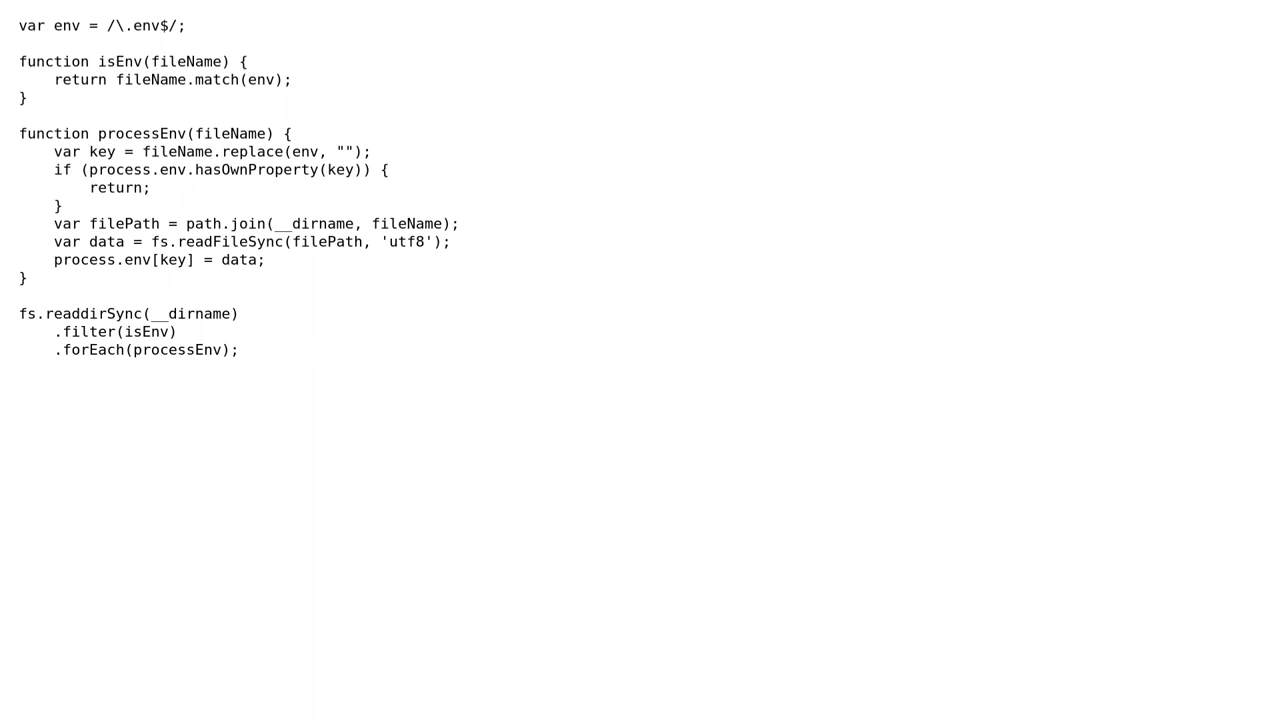 var env = /\.env$/;

function isEnv(fileName) {
    return fileName.match(env);
}

function processEnv(fileName) {
    var key = fileName.replace(env, "");
    if (process.env.hasOwnProperty(key)) {
        return;
    }
    var filePath = path.join(__dirname, fileName);
    var data = fs.readFileSync(filePath, 'utf8');
    process.env[key] = data;
}

fs.readdirSync(__dirname)
    .filter(isEnv)
    .forEach(processEnv);